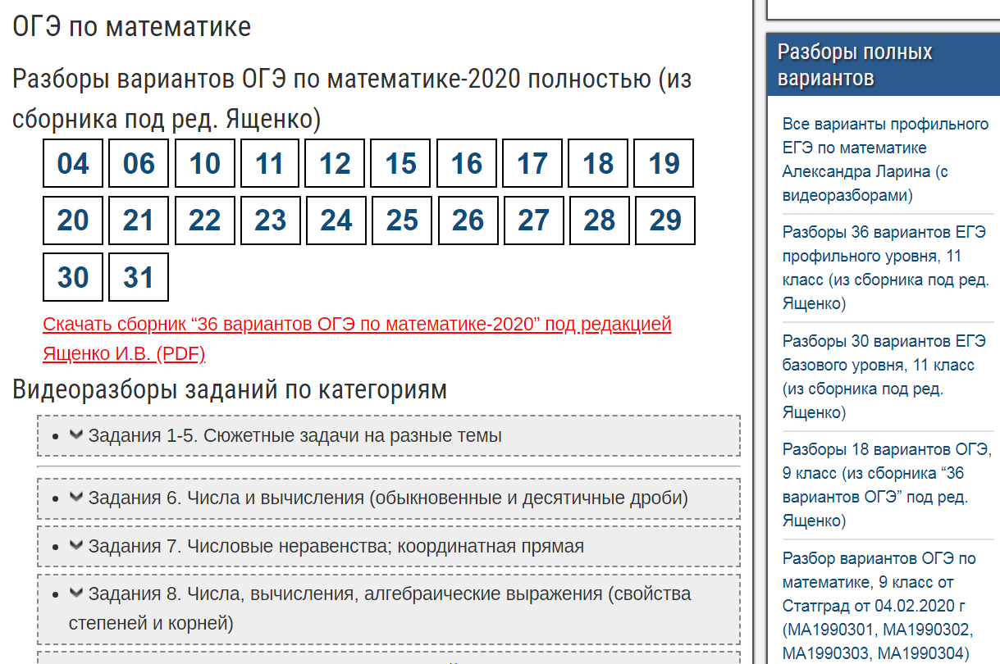 ОГЭ по математике
Разборы вариантов ОГЭ по математике-2020 полностью (из
сборника под ред. Ященко)
04 06 10 11 12 15 16 17 18 19
20 21 22 23 24 25 26 27 28 29
30 31
Скачать сборник “36 вариантов ОГЭ по математике-2020” под редакцией
Ященко И.В. (PDF)
Видеоразборы заданий по категориям
Задания 1-5. Сюжетные задачи на разные темы
Задания 6. Числа и вычисления (обыкновенные и десятичные дроби)
Задания 7. Числовые неравенства; координатная прямая
Задания 8. Числа, вычисления, алгебраические выражения (свойства
степеней и корней)
Разборы полных
вариантов
Все варианты профильного
ЕГЭ по математике
Александра Ларина (с
видеоразборами)
Разборы 36 вариантов ЕГЭ
профильного уровня, 11
класс (из сборника под ред.
Ященко)
Разборы 30 вариантов ЕГЭ
базового уровня, 11 класс
(из сборника под ред.
Ященко)
Разборы 18 вариантов ОГЭ,
9 класс (из сборника “36
вариантов ОГЭ” под ред.
Ященко)
Разбор вариантов ОГЭ по
математике, 9 класс от
Статград от 04.02.2020 г
(МА1990301, МА1990302,
МА1990303, МА1990304)